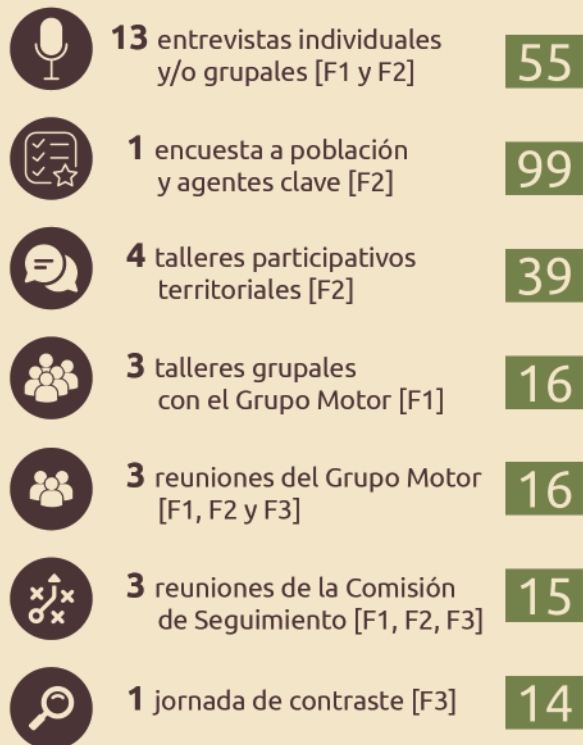 13 entrevistas individuales
y/o grupales [F1 y F2]
55
1 encuesta a población
y agentes clave [F2]
99
4 talleres participativos
territoriales [F2]
39
3 talleres grupales
con el Grupo Motor [F1]
16
3 reuniones del Grupo Motor
[F1, F2 y F3]
16
3 reuniones de la Comisión
de Seguimiento [F1, F2, F3]
15
1 jornada de contraste [F3]
14